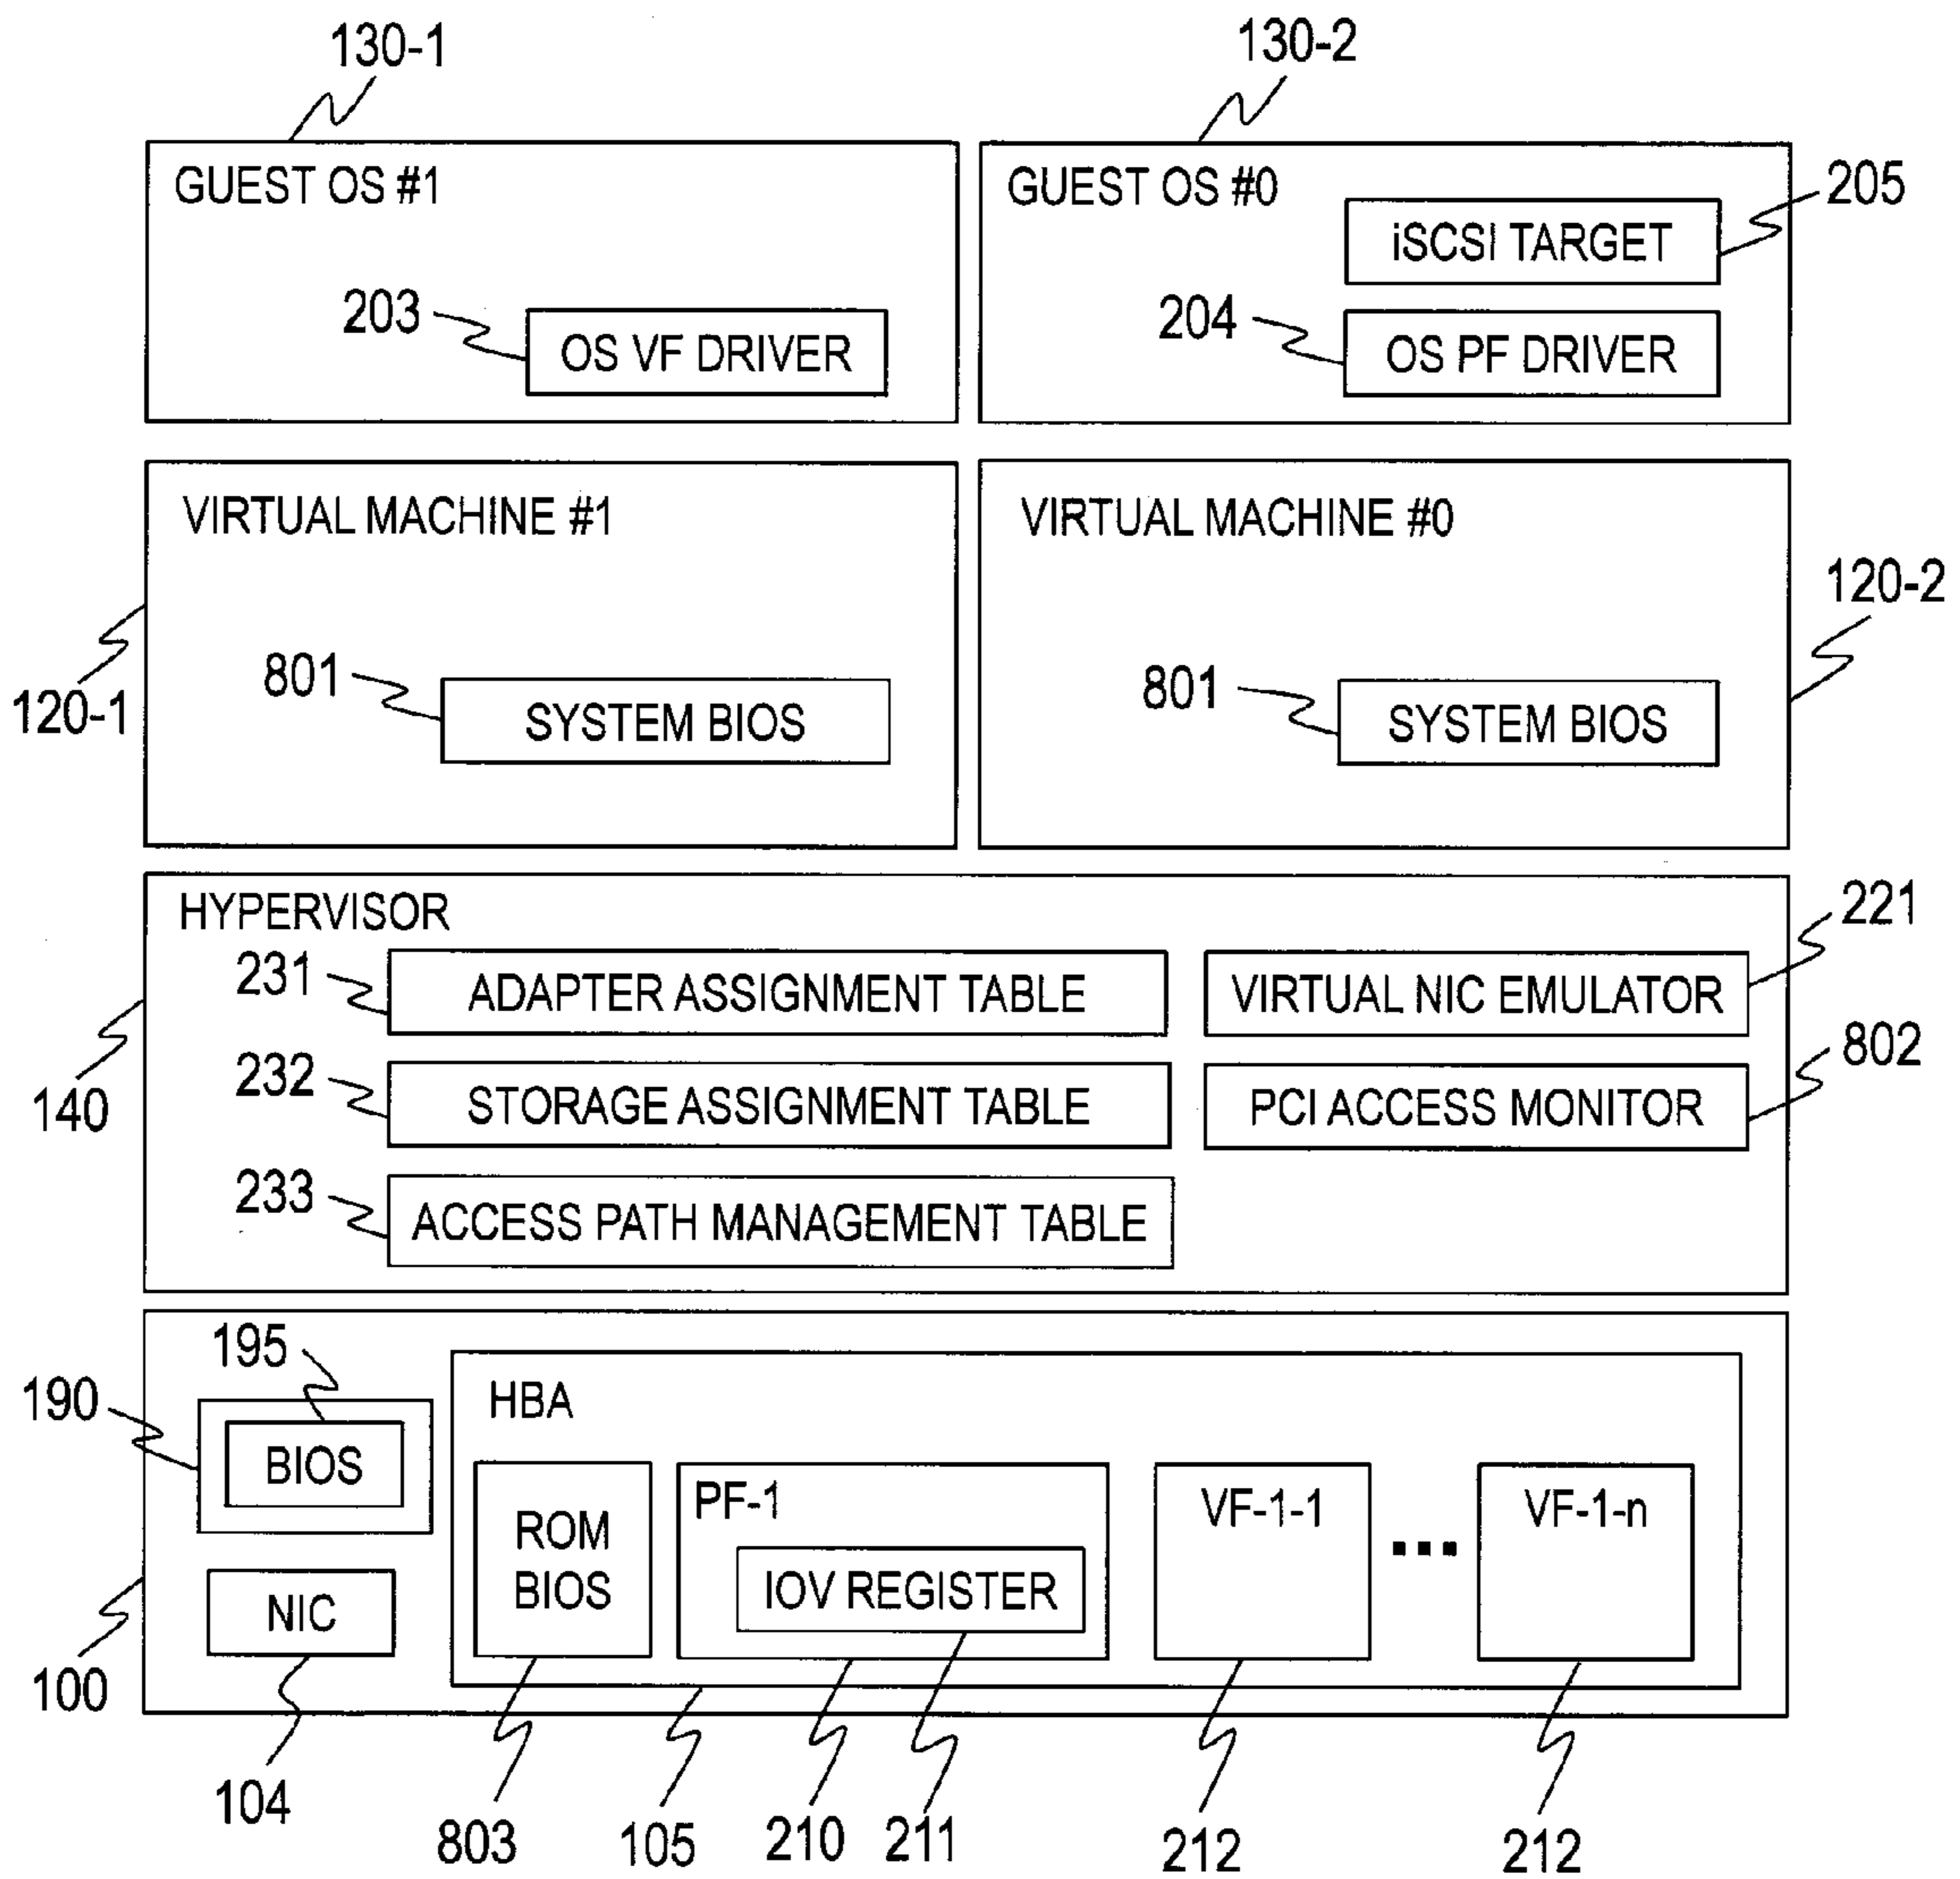 130-1
130-2
GUEST OS #1
GUEST OS #0
205
iSCSI TARGET
203
OS VF DRIVER
204
OS PF DRIVER
VIRTUAL MACHINE #1
VIRTUAL MACHINE #0
120-2
801
SYSTEM BIOS
801
SYSTEM BIOS
120-1
HYPERVISOR
221
231
ADAPTER ASSIGNMENT TABLE
VIRTUAL NIC EMULATOR
802
232
STORAGE ASSIGNMENT TABLE
PCI ACCESS MONITOR
140
233
ACCESS PATH MANAGEMENT TABLE
195
190
BIOS
HBA
ROM
BIOS
PF-1
IOV REGISTER
VF-1-1
...
VF-1-n
NIC
100
104
803
105
210
211
212
212